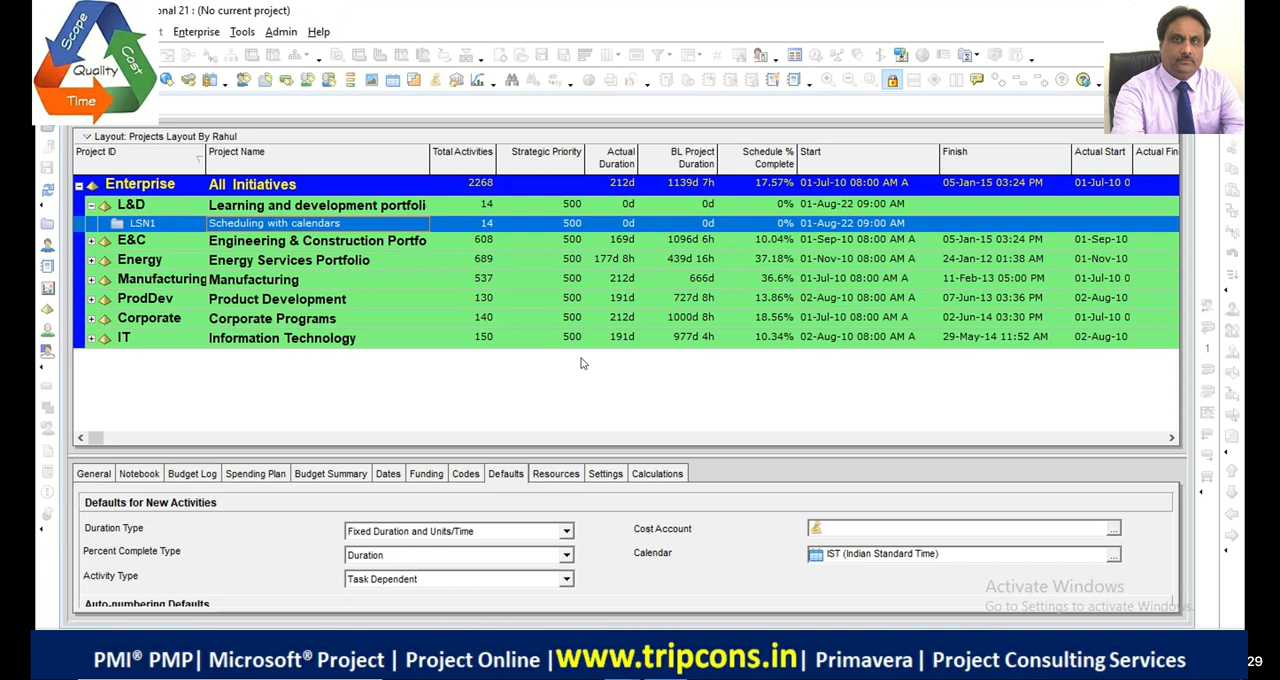 onal 21 : (No current project)
t Enterprise Tools Admin Help
Scope
Cost
Quality
Time
Layout: Projects Layout By Rahul
Project ID Project Name Total Activities Strategic Priority Actual Duration BL Project Duration Schedule % Complete Start Finish Actual Start Actual Fin
Enterprise All Initiatives 2268 212d 1139d 7h 17.57% 01-Jul-10 08:00 AM A 05-Jan-15 03:24 PM 01-Jul-10 0
L&D Learning and development portfoli 14 500 0d 0d 0% 01-Aug-22 09:00 AM
LSN1 Scheduling with calendars 14 500 0d 0d 0% 01-Aug-22 09:00 AM
E&C Engineering & Construction Portfo 608 500 169d 1096d 6h 10.04% 01-Sep-10 08:00 AM A 05-Jan-15 03:24 PM 01-Sep-10
Energy Energy Services Portfolio 689 500 177d 8h 439d 16h 37.18% 01-Nov-10 08:00 AM A 24-Jan-12 01:38 AM 01-Nov-10
Manufacturing Manufacturing 537 500 212d 666d 36.6% 01-Jul-10 08:00 AM A 11-Feb-13 05:00 PM 01-Jul-10 0
ProdDev Product Development 130 500 191d 727d 8h 13.86% 02-Aug-10 08:00 AM A 07-Jun-13 03:36 PM 02-Aug-10
Corporate Corporate Programs 140 500 212d 1000d 8h 18.56% 01-Jul-10 08:00 AM A 02-Jun-14 03:30 PM 01-Jul-10 0
IT Information Technology 150 500 191d 977d 4h 10.34% 02-Aug-10 08:00 AM A 29-May-14 11:52 AM 02-Aug-10
1
General Notebook Budget Log Spending Plan Budget Summary Dates Funding Codes Defaults Resources Settings Calculations
Defaults for New Activities
Duration Type Fixed Duration and Units/Time Cost Account ...
Percent Complete Type Duration Calendar IST (Indian Standard Time) ...
Activity Type Task Dependent
Auto-numbering Defaults
Activate Windows
Go to Settings to activate Windows.
PMI® PMP| Microsoft® Project | Project Online |www.tripcons.in| Primavera | Project Consulting Services
29